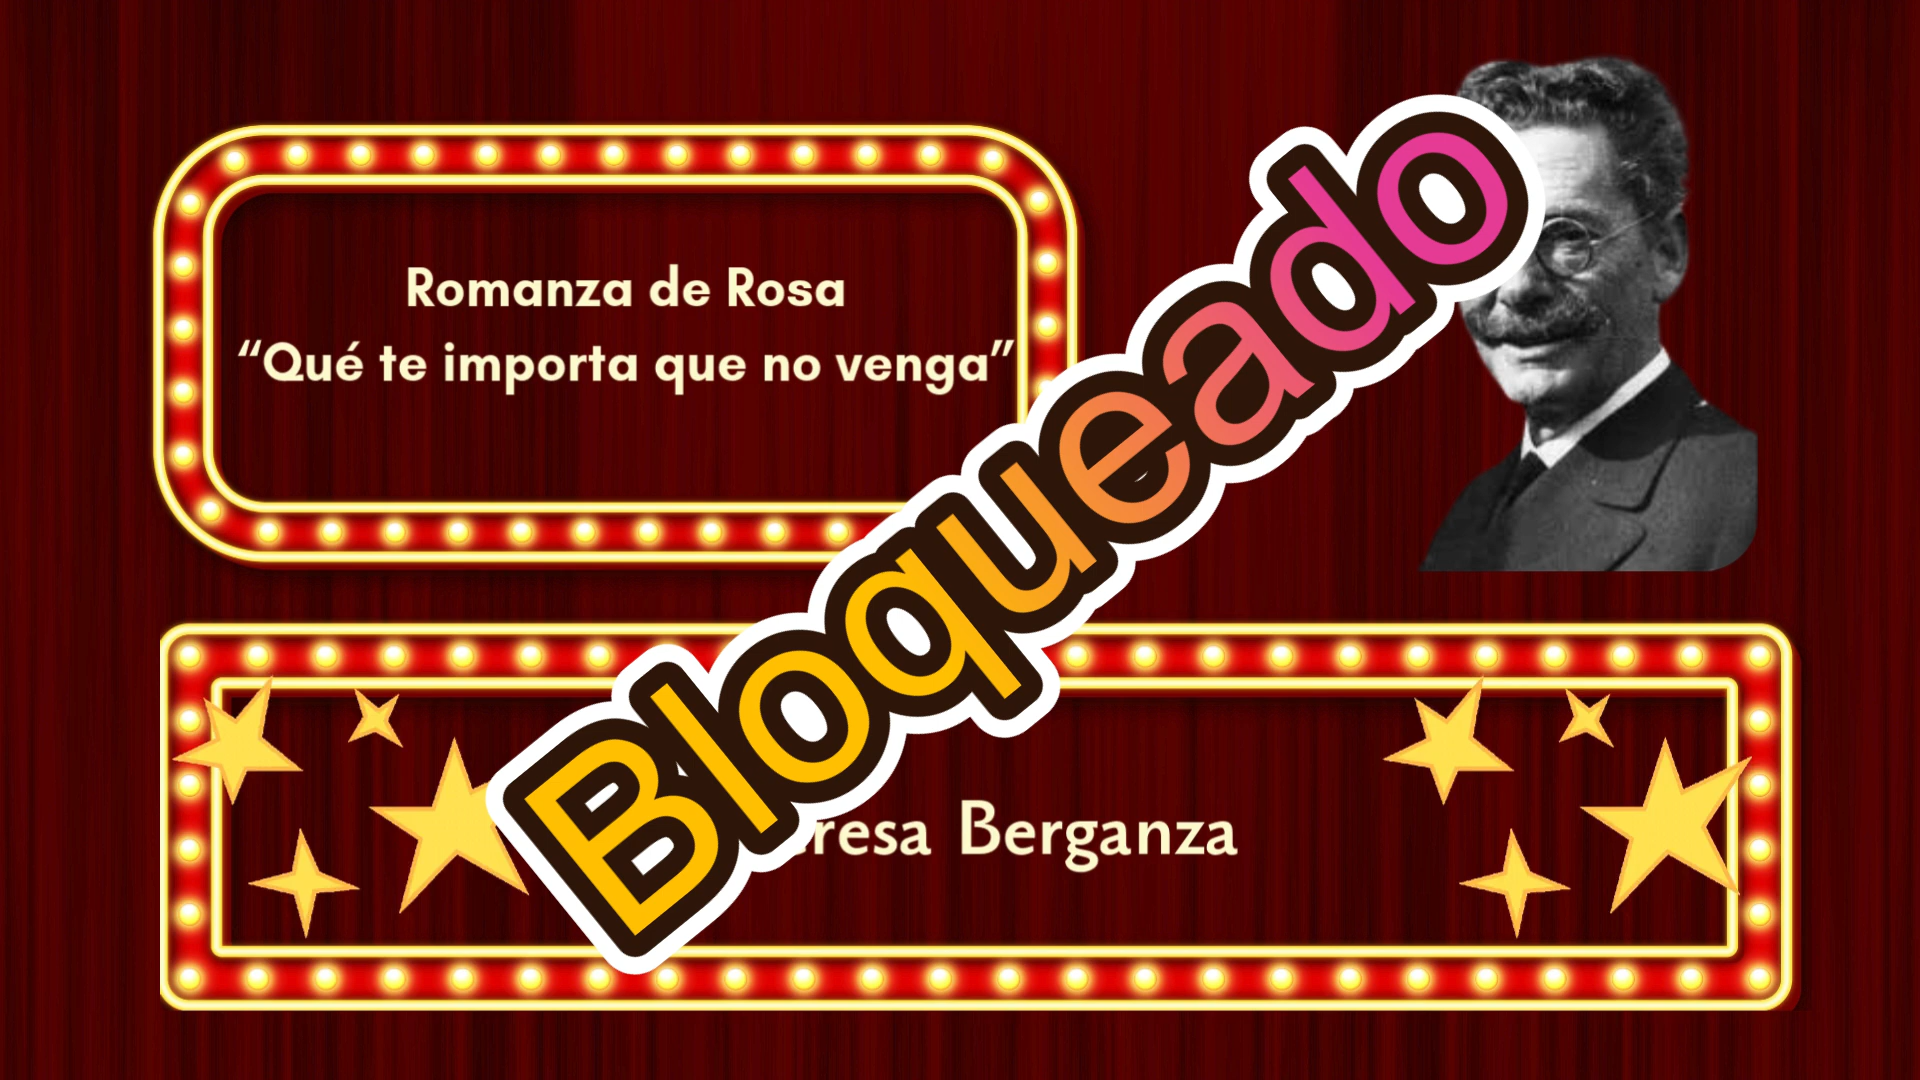 Romanza de Rosa
“Qué te importa que no venga”
Bloqueado
Berganza